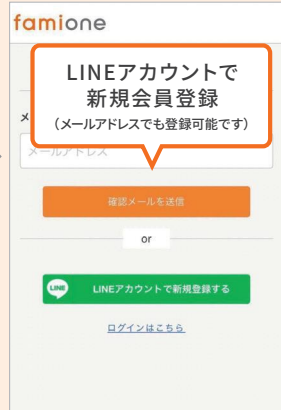 famione
LINEアカウントで
新規会員登録
(メールアドレスでも登録可能です)
メールアドレス
確認メールを送信
or
LINE
LINEアカウントで新規登録する
ログインはこちら